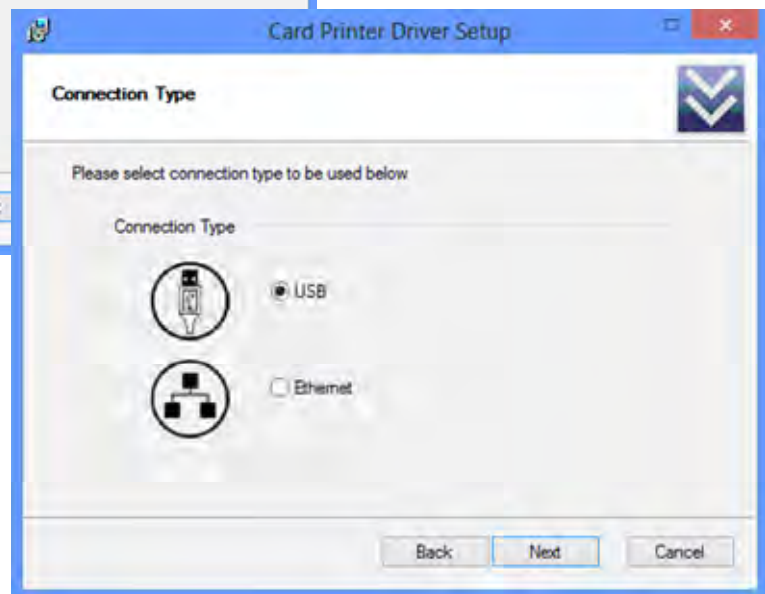 Card Printer Driver Setup
Connection Type
Please select connection type to be used below
Connection Type
USB
Ethernet
Back Next Cancel